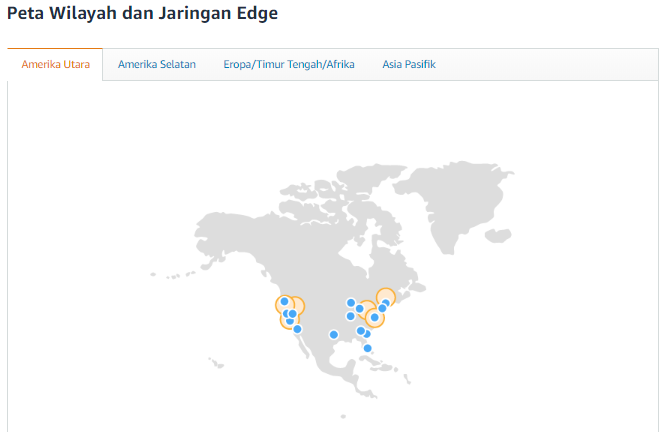 Peta Wilayah dan Jaringan Edge
Amerika Utara Amerika Selatan Eropa/Timur Tengah/Afrika Asia Pasifik